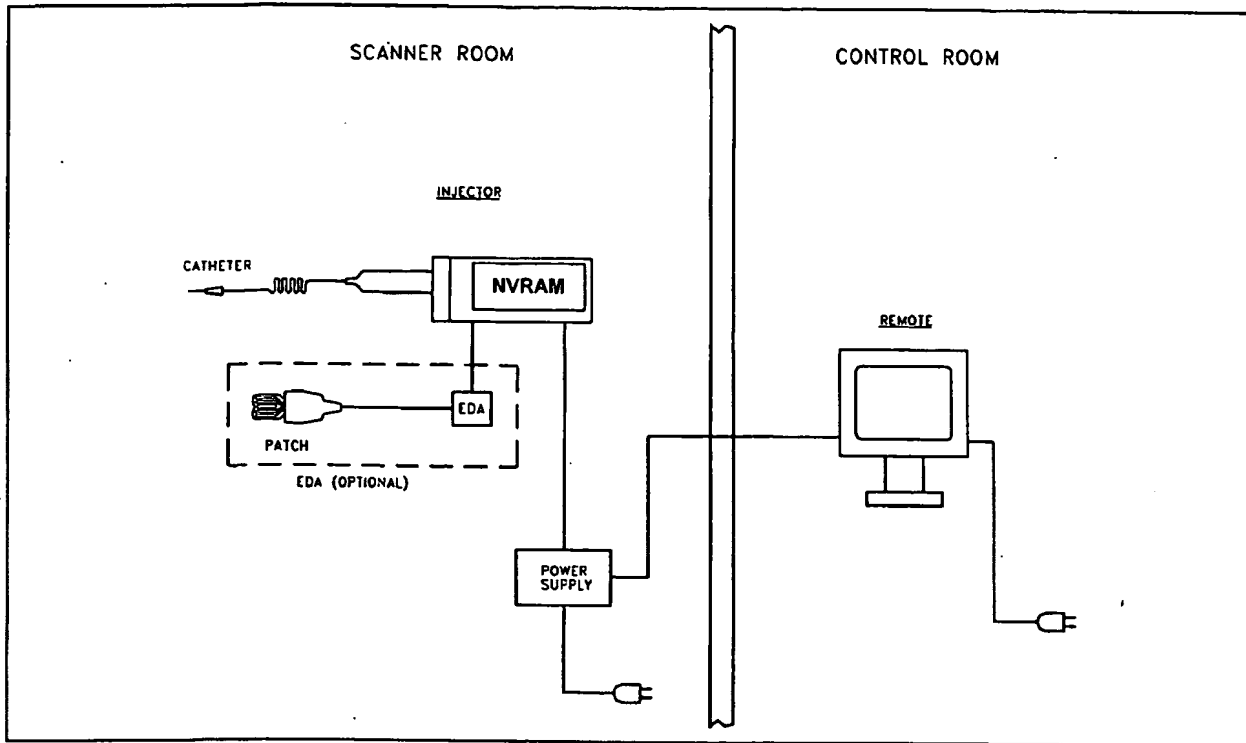 SCANNER ROOM
CONTROL ROOM
INJECTOR
CATHETER
NVRAM
REMOTE
EDA
PATCH
EDA (OPTIONAL)
POWER
SUPPLY